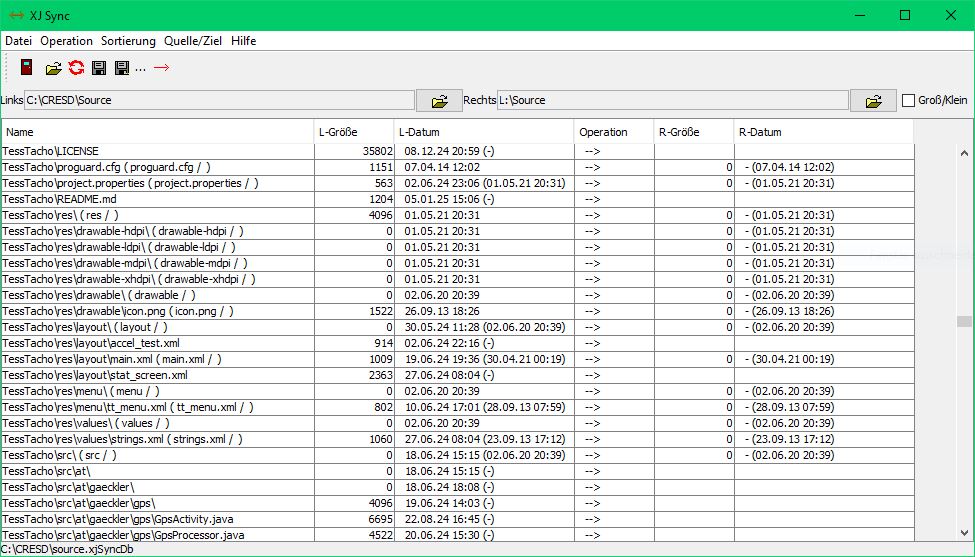 XJ Sync
Datei Operation Sortierung Quelle/Ziel Hilfe
...
Links C:\CRESD\Source Rechts L:\Source Groß/Klein
Name L-Größe L-Datum Operation R-Größe R-Datum
TessTacho\LICENSE 35802 08.12.24 20:59 (-) -->
TessTacho\proguard.cfg ( proguard.cfg / ) 1151 07.04.14 12:02 --> 0 - (07.04.14 12:02)
TessTacho\project.properties ( project.properties / ) 563 02.06.24 23:06 (01.05.21 20:31) --> 0 - (01.05.21 20:31)
TessTacho\README.md 1204 05.01.25 15:06 (-) -->
TessTacho\res\ ( res / ) 4096 01.05.21 20:31 --> 0 - (01.05.21 20:31)
TessTacho\res\drawable-hdpi\ ( drawable-hdpi / ) 0 01.05.21 20:31 --> 0 - (01.05.21 20:31)
TessTacho\res\drawable-ldpi\ ( drawable-ldpi / ) 0 01.05.21 20:31 --> 0 - (01.05.21 20:31)
TessTacho\res\drawable-mdpi\ ( drawable-mdpi / ) 0 01.05.21 20:31 --> 0 - (01.05.21 20:31)
TessTacho\res\drawable-xhdpi\ ( drawable-xhdpi / ) 0 01.05.21 20:31 --> 0 - (01.05.21 20:31)
TessTacho\res\drawable\ ( drawable / ) 0 02.06.20 20:39 --> 0 - (02.06.20 20:39)
TessTacho\res\drawable\icon.png ( icon.png / ) 1522 26.09.13 18:26 --> 0 - (26.09.13 18:26)
TessTacho\res\layout\ ( layout / ) 0 30.05.24 11:28 (02.06.20 20:39) --> 0 - (02.06.20 20:39)
TessTacho\res\layout\accel_test.xml 914 02.06.24 22:16 (-) -->
TessTacho\res\layout\main.xml ( main.xml / ) 1009 19.06.24 19:36 (30.04.21 00:19) --> 0 - (30.04.21 00:19)
TessTacho\res\layout\stat_screen.xml 2363 27.06.24 08:04 (-) -->
TessTacho\res\menu\ ( menu / ) 0 02.06.20 20:39 --> 0 - (02.06.20 20:39)
TessTacho\res\menu\tt_menu.xml ( tt_menu.xml / ) 802 10.06.24 17:01 (28.09.13 07:59) --> 0 - (28.09.13 07:59)
TessTacho\res\values\ ( values / ) 0 02.06.20 20:39 --> 0 - (02.06.20 20:39)
TessTacho\res\values\strings.xml ( strings.xml / ) 1060 27.06.24 08:04 (23.09.13 17:12) --> 0 - (23.09.13 17:12)
TessTacho\src\ ( src / ) 0 18.06.24 15:15 (02.06.20 20:39) --> 0 - (02.06.20 20:39)
TessTacho\src\at\ 0 18.06.24 15:15 (-) -->
TessTacho\src\at\gaeckler\ 0 18.06.24 18:08 (-) -->
TessTacho\src\at\gaeckler\gps\ 4096 19.06.24 14:03 (-) -->
TessTacho\src\at\gaeckler\gps\GpsActivity.java 6695 22.08.24 16:45 (-) -->
TessTacho\src\at\gaeckler\gps\GpsProcessor.java 4522 20.06.24 15:30 (-) -->
C:\CRESD\source.xjSyncDb